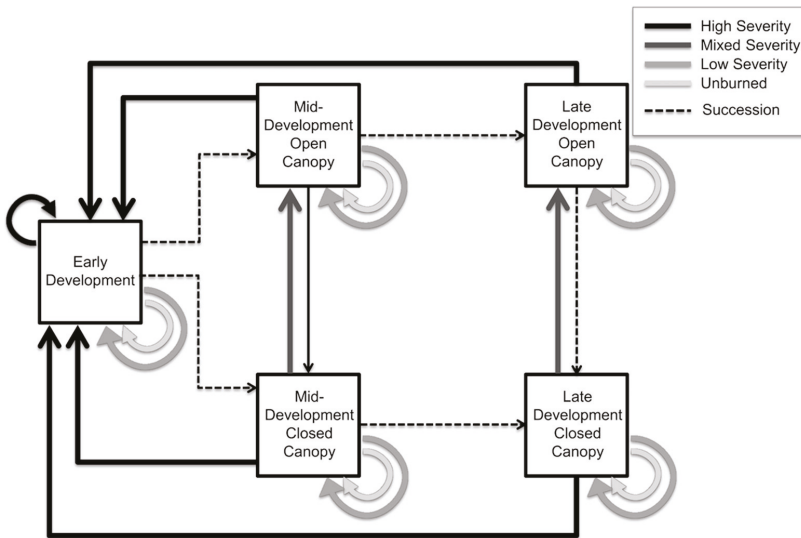 High Severity
Mixed Severity
Low Severity
Unburned
Succession
Mid-
Development
Open
Canopy
Late
Development
Open
Canopy
Early
Development
Mid-
Development
Closed
Canopy
Late
Development
Closed
Canopy